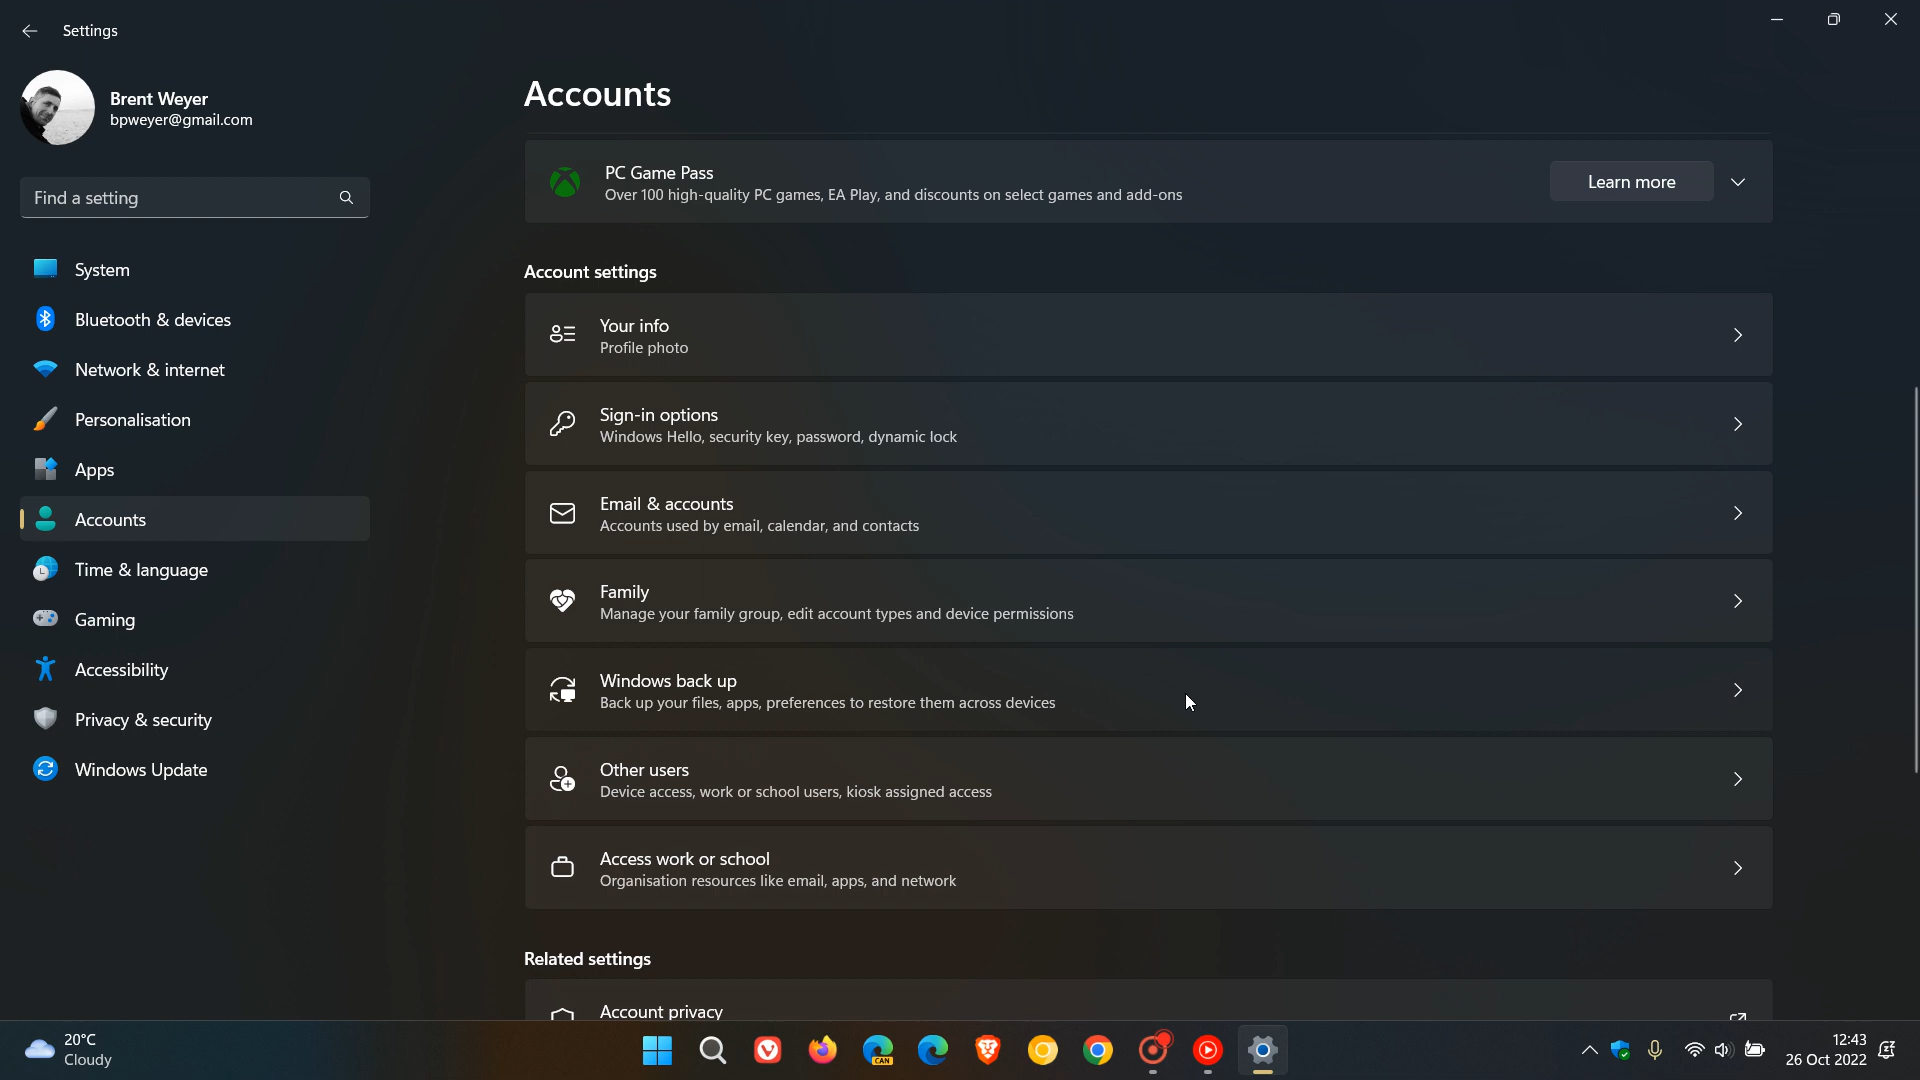 Settings
Brent Weyer
bpweyer@gmail.com
Find a setting
System
Bluetooth & devices
Network & internet
Personalisation
Apps
Accounts
Time & language
Gaming
Accessibility
Privacy & security
Windows Update
Accounts
PC Game Pass
Over 100 high-quality PC games, EA Play, and discounts on select games and add-ons
Learn more
Account settings
Your info
Profile photo
Sign-in options
Windows Hello, security key, password, dynamic lock
Email & accounts
Accounts used by email, calendar, and contacts
Family
Manage your family group, edit account types and device permissions
Windows back up
Back up your files, apps, preferences to restore them across devices
Other users
Device access, work or school users, kiosk assigned access
Access work or school
Organisation resources like email, apps, and network
Related settings
Account privacy
20°C
Cloudy
CAN
12:43
26 Oct 2022